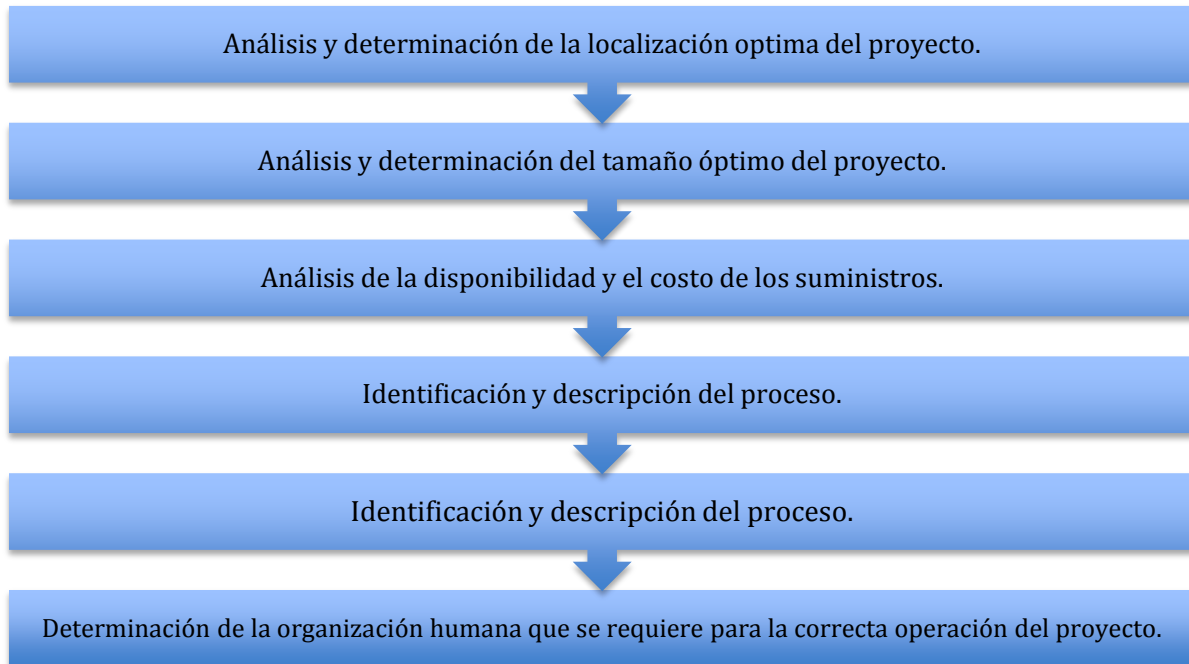 Análisis y determinación de la localización optima del proyecto.
Análisis y determinación del tamaño óptimo del proyecto.
Análisis de la disponibilidad y el costo de los suministros.
Identificación y descripción del proceso.
Identificación y descripción del proceso.
Determinación de la organización humana que se requiere para la correcta operación del proyecto.